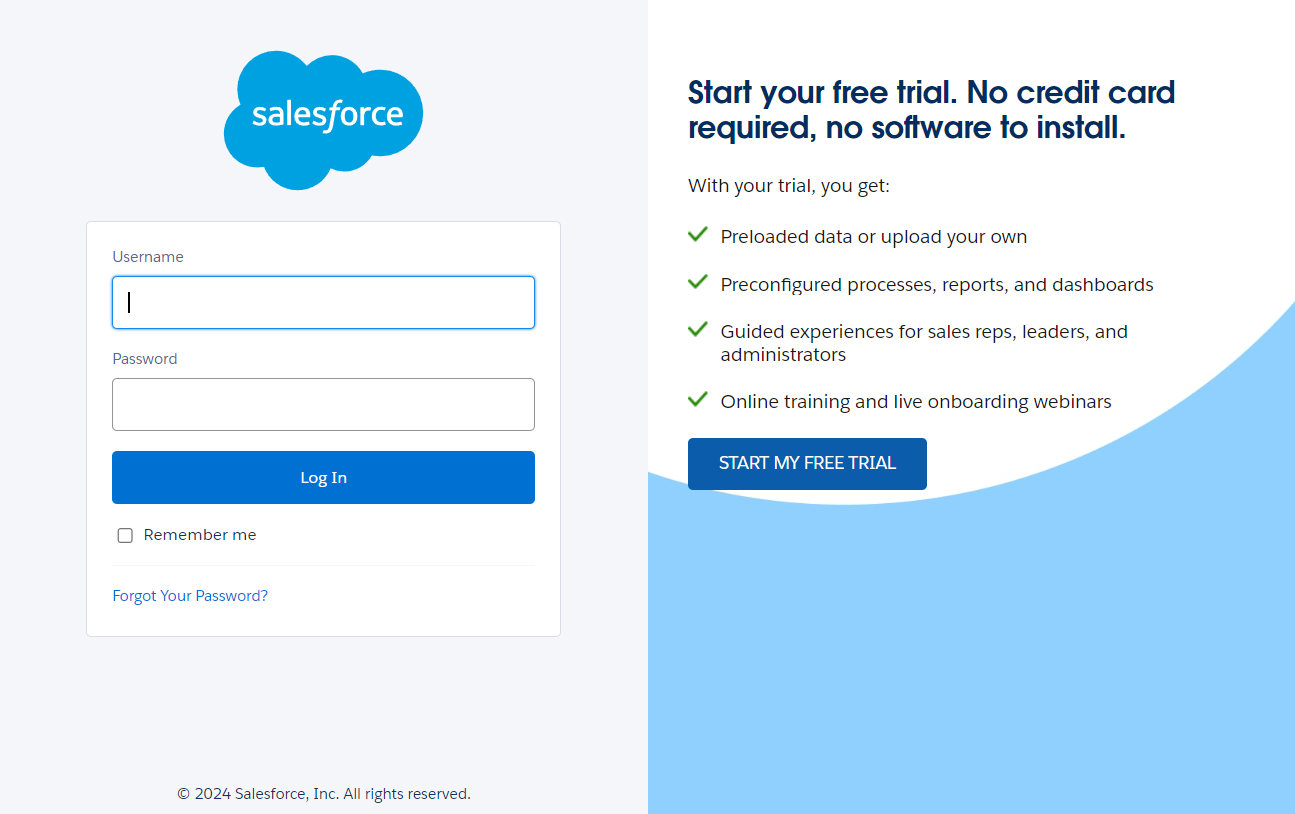 salesforce
Username
Password
Log In
Remember me
Forgot Your Password?
© 2024 Salesforce, Inc. All rights reserved.
Start your free trial. No credit card
required, no software to install.
With your trial, you get:
Preloaded data or upload your own
Preconfigured processes, reports, and dashboards
Guided experiences for sales reps, leaders, and
administrators
Online training and live onboarding webinars
START MY FREE TRIAL